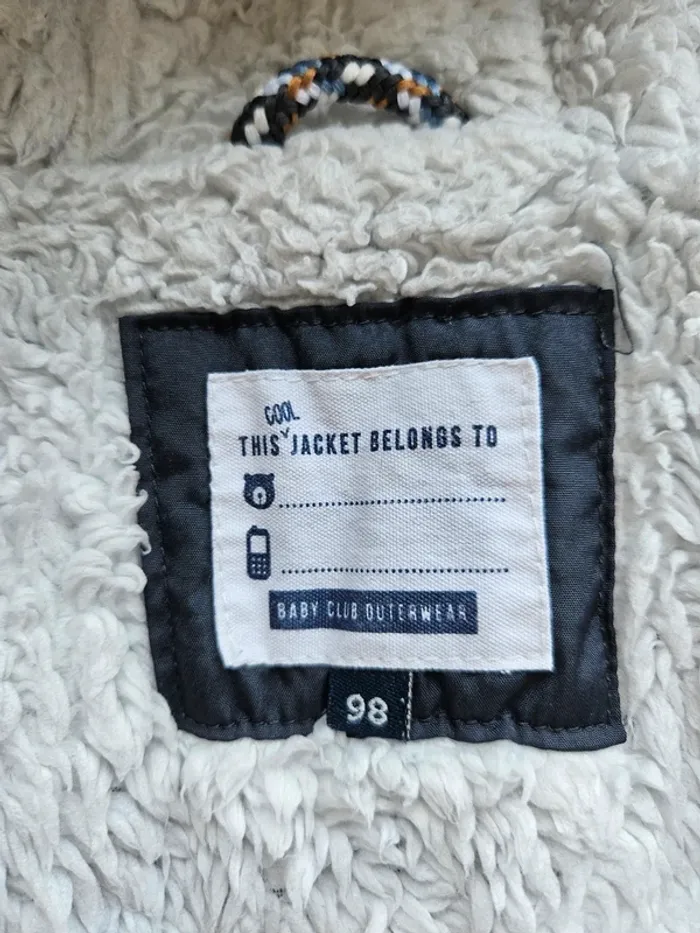 COOL
THIS JACKET BELONGS TO
BABY CLUB OUTERWEAR
98